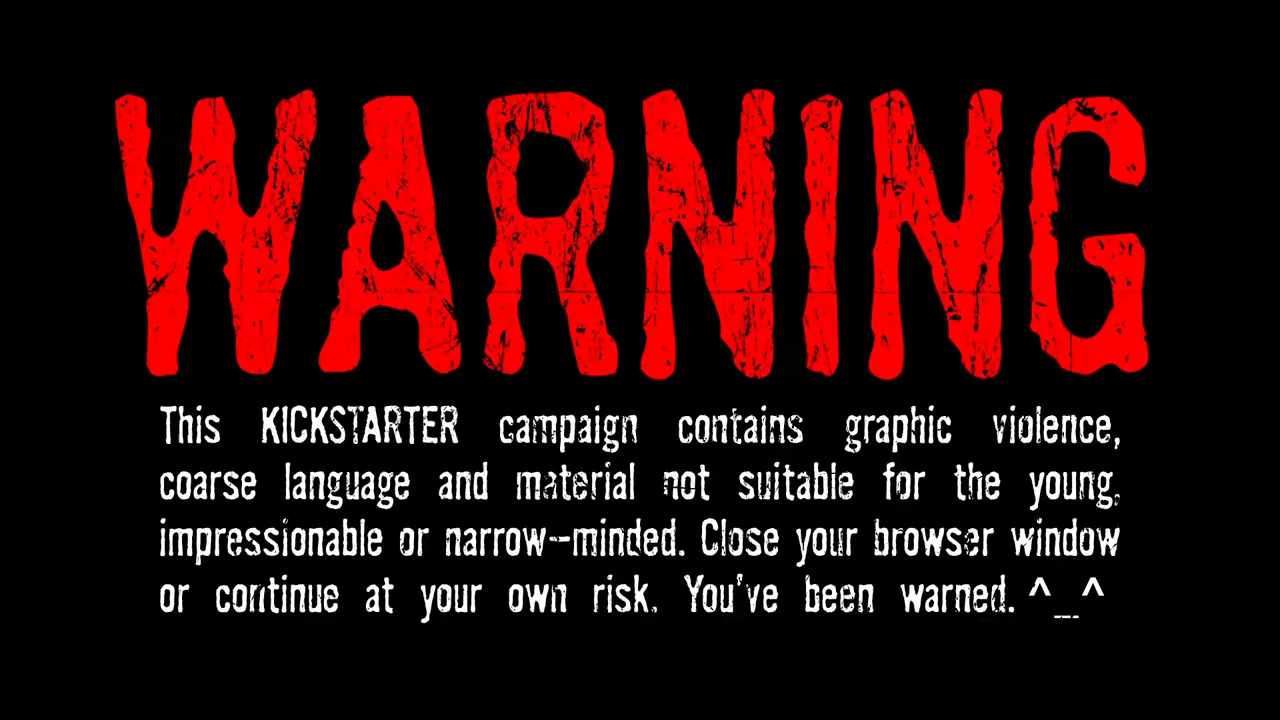 WARNING
This KICKSTARTER campaign contains graphic violence,
coarse language and material not suitable for the young,
impressionable or narrow--minded. Close your browser window
or continue at your own risk. You've been warned. ^_^